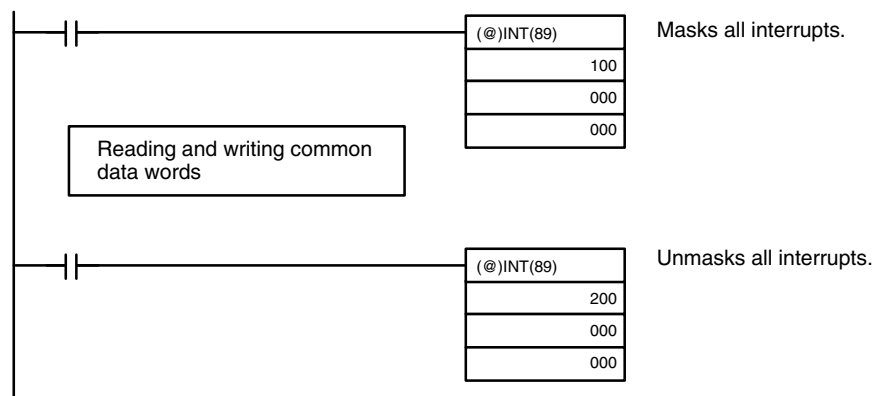 (@)INT(89)
Masks all interrupts.
100
000
000
Reading and writing common
data words
(@)INT(89)
Unmasks all interrupts.
200
000
000